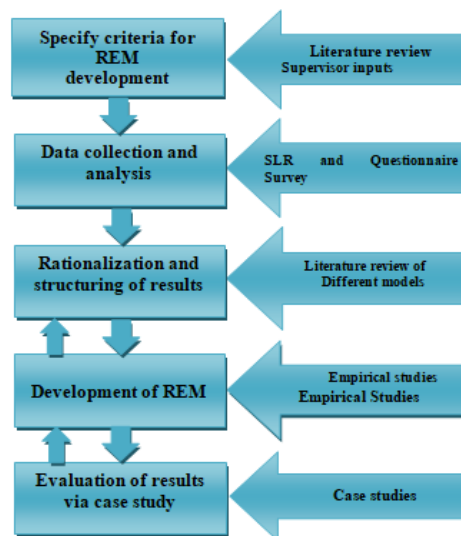 Specify criteria for
REM
development
Literature review
Supervisor inputs
Data collection and
analysis
SLR and Questionnaire
Survey
Rationalization and
structuring of results
Literature review of
Different models
Development of REM
Empirical studies
Empirical Studies
Evaluation of results
via case study
Case studies